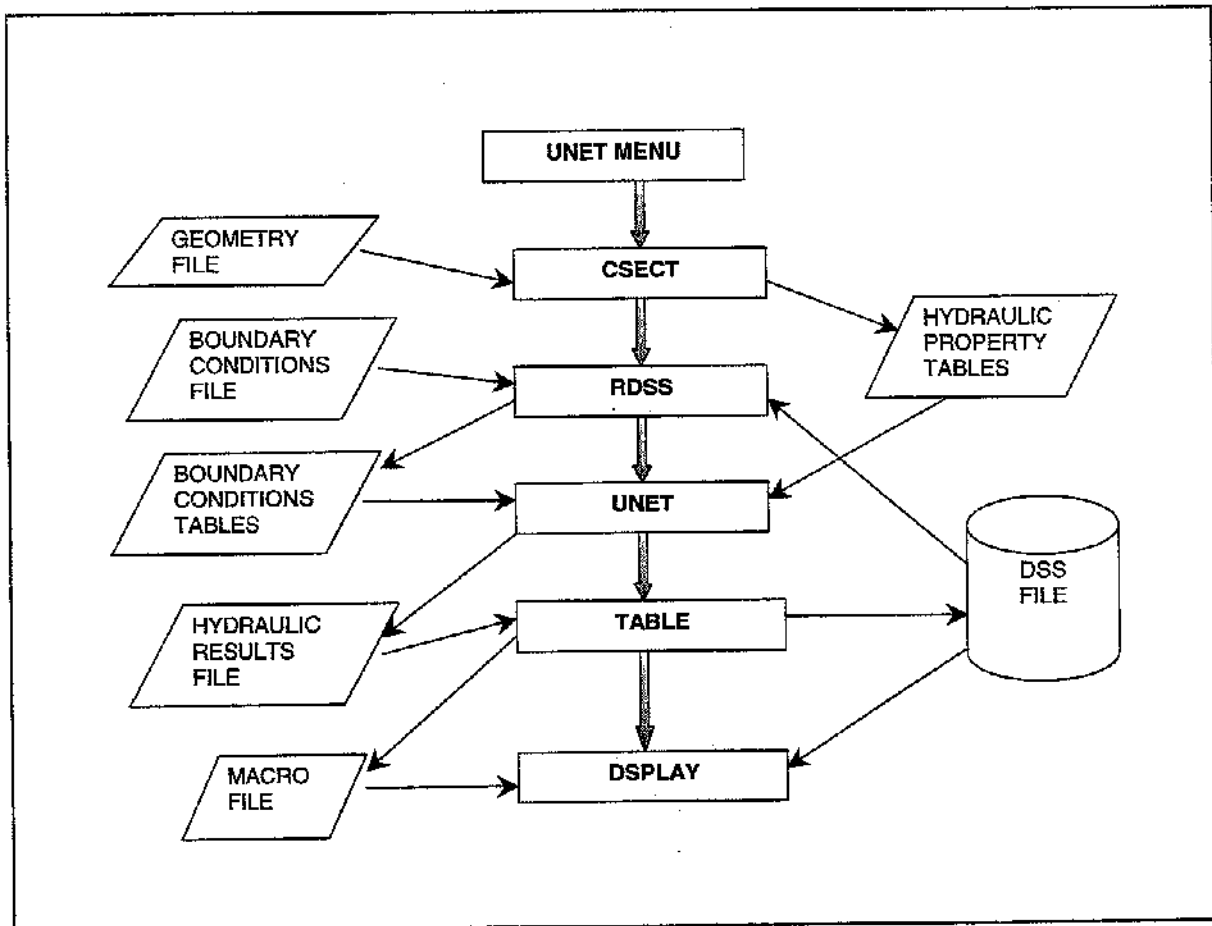 UNET MENU
GEOMETRY
FILE
CSECT
HYDRAULIC
PROPERTY
TABLES
BOUNDARY
CONDITIONS
FILE
RDSS
BOUNDARY
CONDITIONS
TABLES
UNET
DSS
FILE
HYDRAULIC
RESULTS
FILE
TABLE
MACRO
FILE
DSPLAY